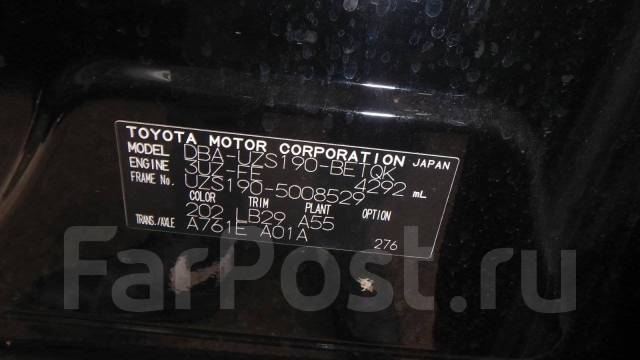 TOYOTA MOTOR CORPORATION JAPAN
MODEL DBA-UZS190-BETQK
ENGINE 3UZ-FE 4292 mL
FRAME No. UZS190-5008529
COLOR TRIM PLANT OPTION
202 LB29 A55
TRANS./AXLE A761E A01A 276
FarPost.ru